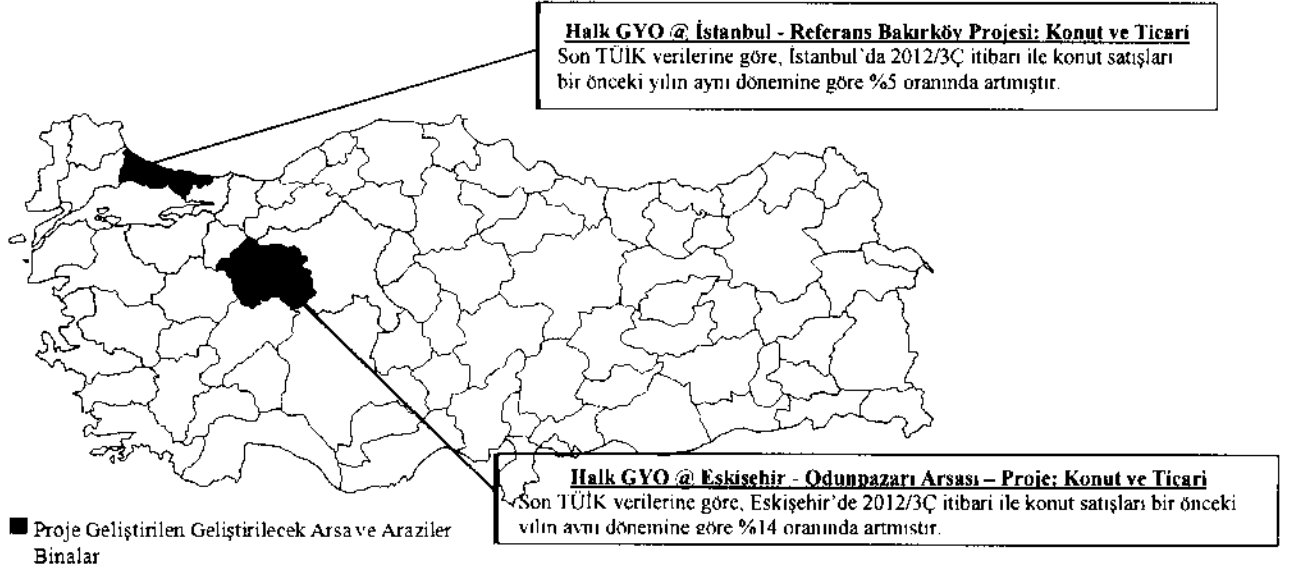 Halk GYO @ İstanbul - Referans Bakırköy Projesi: Konut ve Ticari
Son TÜİK verilerine göre, İstanbul'da 2012/3Ç itibarı ile konut satışları
bir önceki yılın aynı dönemine göre %5 oranında artmıştır.
Halk GYO @ Eskişehir - Odunpazarı Arsası – Proje: Konut ve Ticari
Son TÜİK verilerine göre, Eskişehir'de 2012/3Ç itibari ile konut satışları bir önceki
yılın aynı dönemine göre %14 oranında artmıştır.
Proje Geliştirilen Geliştirilecek Arsa ve Araziler
Binalar